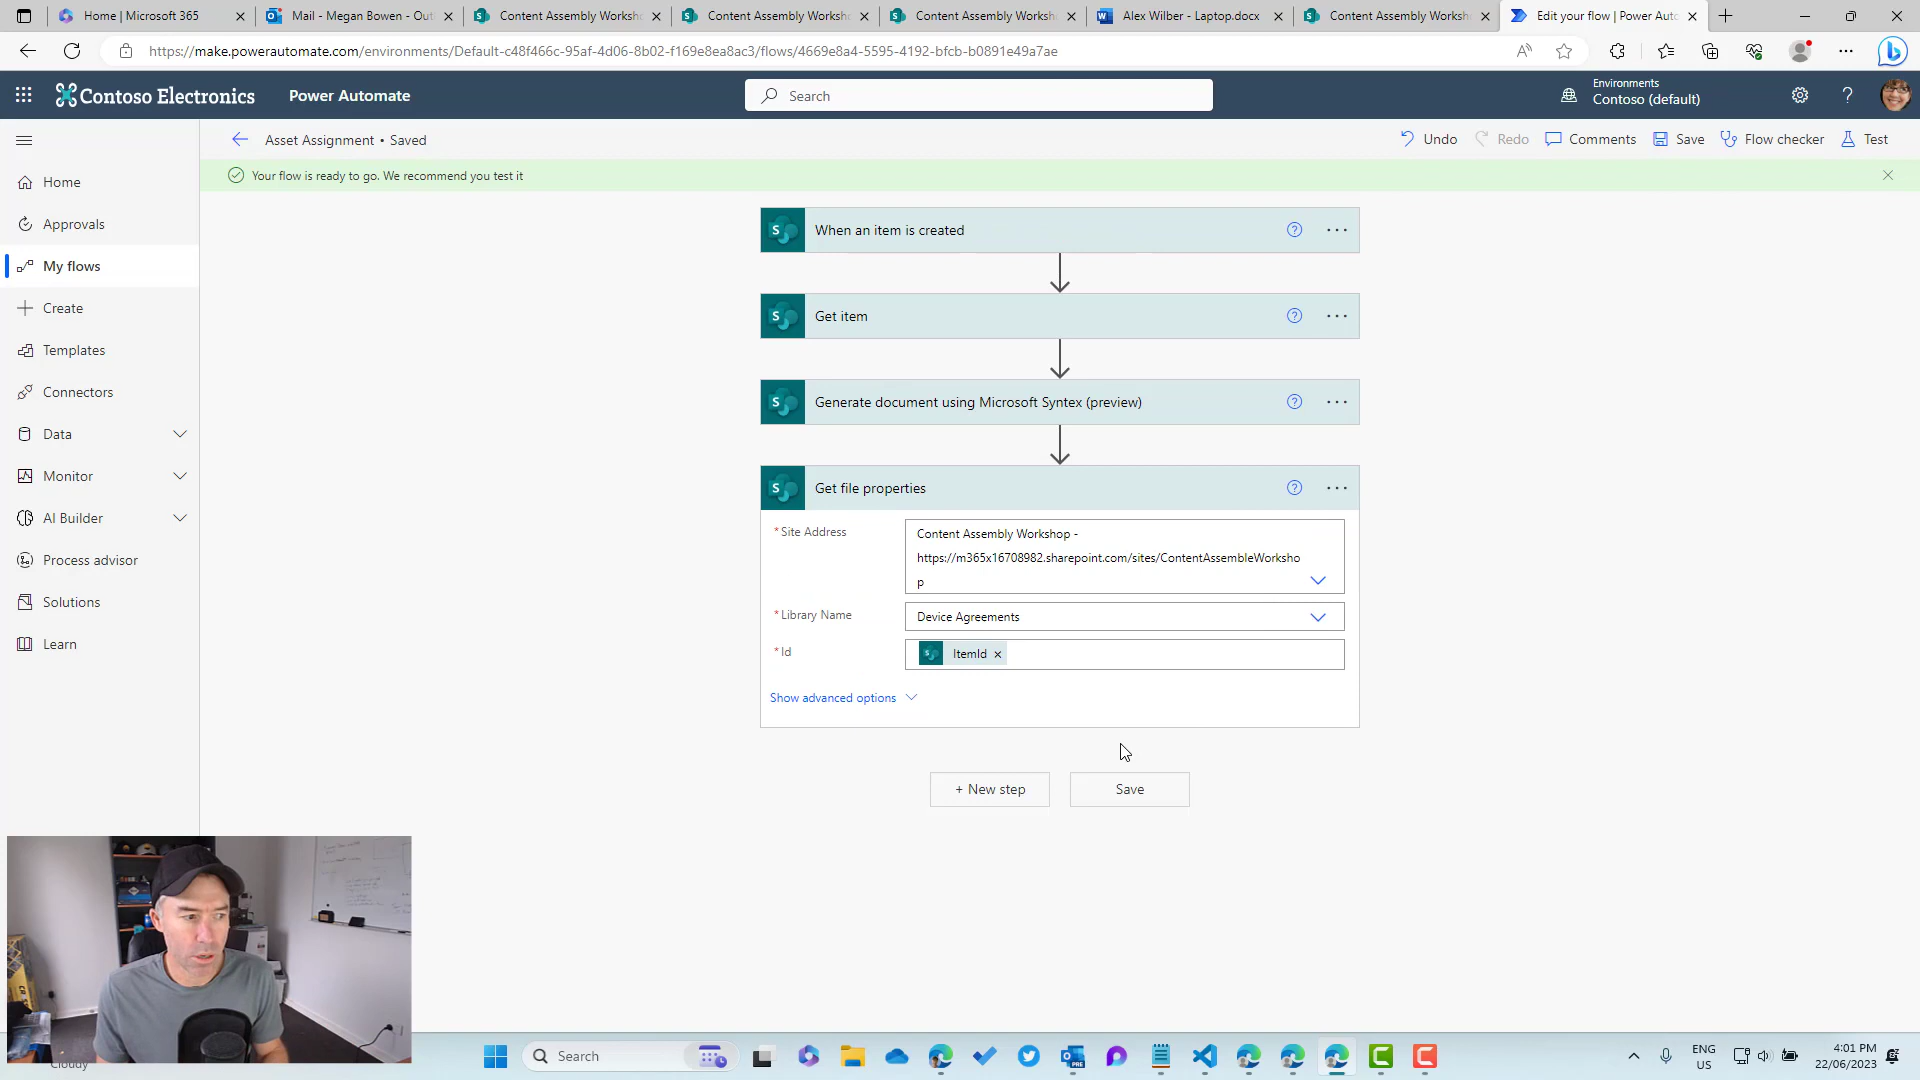 Home | Microsoft 365
Mail - Megan Bowen - Out
Content Assembly Worksh
Content Assembly Worksh
Content Assembly Worksh
Alex Wilber - Laptop.docx
Content Assembly Worksh
Edit your flow | Power Auto
https://make.powerautomate.com/environments/Default-c48f466c-95af-4d06-8b02-f169e8ea8ac3/flows/4669e8a4-5595-4192-bfcb-b0891e49a7ae
Contoso Electronics
Power Automate
Search
Environments
Contoso (default)
Asset Assignment • Saved
Undo
Redo
Comments
Save
Flow checker
Test
Your flow is ready to go. We recommend you test it
Home
Approvals
My flows
Create
Templates
Connectors
Data
Monitor
AI Builder
Process advisor
Solutions
Learn
When an item is created
Get item
Generate document using Microsoft Syntex (preview)
Get file properties
* Site Address
Content Assembly Workshop -
https://m365x16708982.sharepoint.com/sites/ContentAssembleWorksho
p
* Library Name
Device Agreements
* Id
ItemId ×
Show advanced options
+ New step
Save
Cloudy
Search
ENG
US
4:01 PM
22/06/2023